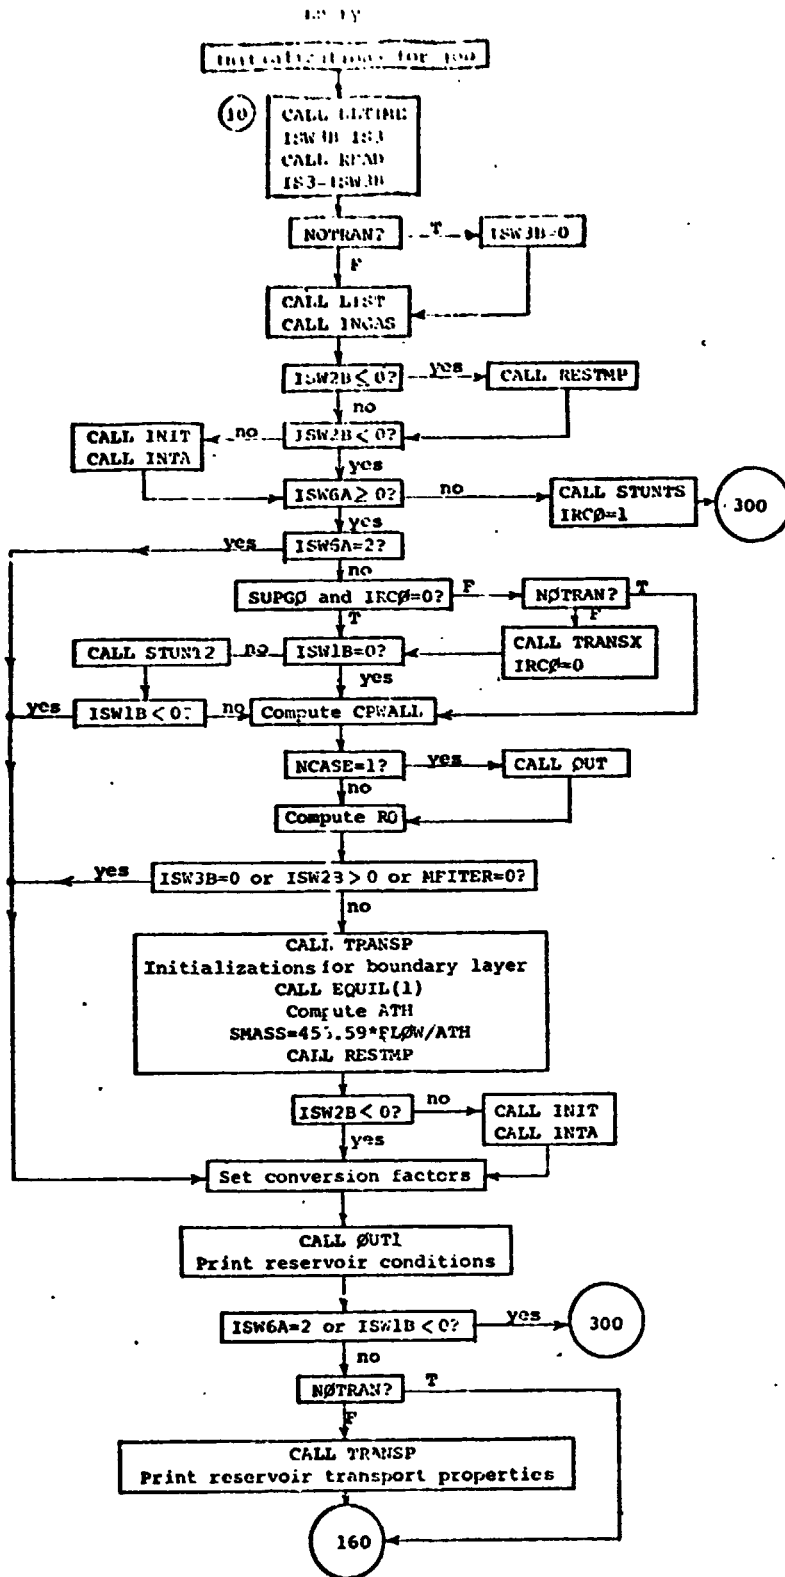 Initializations for job
10
CALL
ISW3B IS3
CALL READ
IS3=ISW3B
NOTRAN?
T
ISW3B=0
F
CALL LIST
CALL INGAS
ISW2B<0?
yes
CALL RESTMP
no
CALL INIT
CALL INTA
no
ISW2B<0?
yes
ISW6A≥0?
no
CALL STUNTS
IRCØ=1
300
yes
yes
ISW6A=2?
no
SUPGØ and IRCØ=0?
F
NØTRAN?
T
T
F
CALL STUN12
no
ISW1B=0?
CALL TRANSX
IRCØ=0
yes
yes
ISW1B<0?
no
Compute CPWALL
NCASE=1?
yes
CALL ØUT
no
Compute RO
yes
ISW3B=0 or ISW2B>0 or MFITER=0?
no
CALL TRANSP
Initializations for boundary layer
CALL EQUIL(1)
Compute ATH
SMASS=453.59*FLØW/ATH
CALL RESTMP
ISW2B<0?
no
CALL INIT
CALL INTA
yes
Set conversion factors
CALL ØUT1
Print reservoir conditions
ISW6A=2 or ISW1B<0?
yes
300
no
NØTRAN?
T
F
CALL TRANSP
Print reservoir transport properties
160